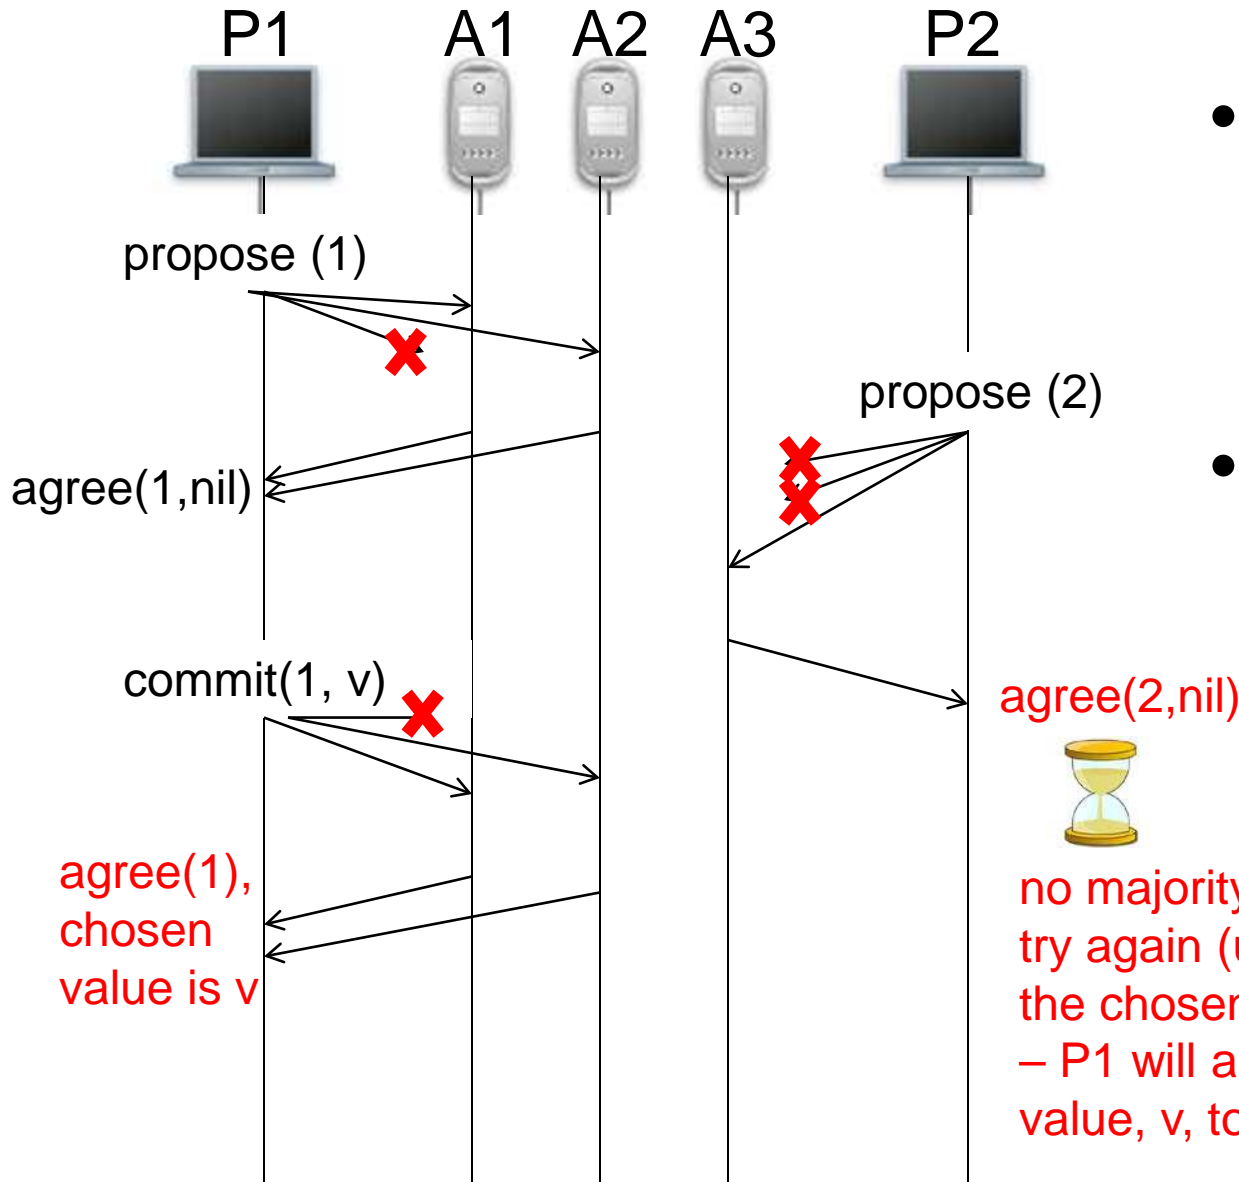 P1 A1 A2 A3 P2
•
propose (1)
propose (2)
•
agree(1,nil)
commit(1, v)
agree(2,nil)
agree(1),
chosen
value is v
no majority
try again (
the chosen
– P1 will a
value, v, to